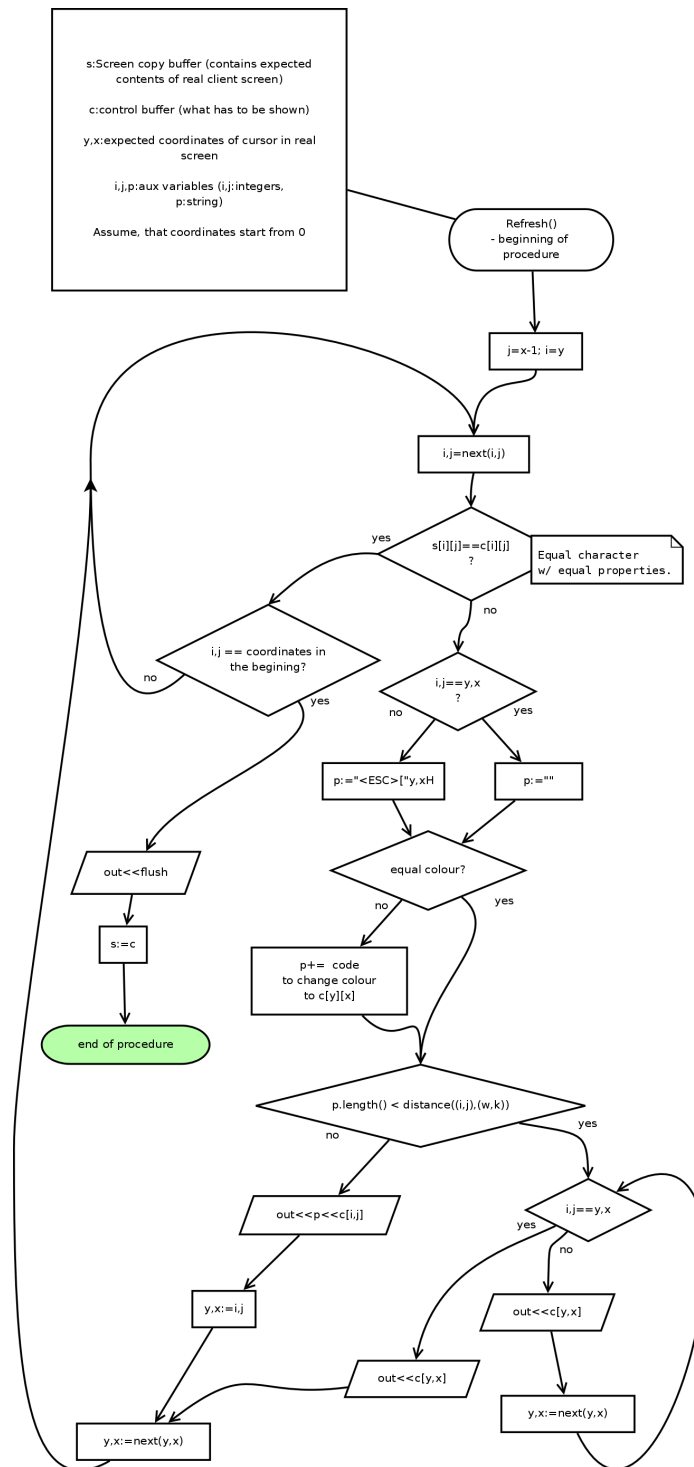 s:Screen copy buffer (contains expected
contents of real client screen)
c:control buffer (what has to be shown)
y,x:expected coordinates of cursor in real
screen
i,j,p:aux variables (i,j:integers,
p:string)
Assume, that coordinates start from 0
Refresh()
- beginning of
procedure
j=x-1; i=y
i,j=next(i,j)
yes
s[i][j]==c[i][j]
?
Equal character
w/ equal properties.
no
i,j == coordinates in
the begining?
no
yes
i,j==y,x
?
no
yes
p:="<ESC>["y,xH
p:=""
out<<flush
equal colour?
no
yes
s:=c
p+= code
to change colour
to c[y][x]
end of procedure
p.length() < distance((i,j),(w,k))
no
yes
out<<p<<c[i,j]
i,j==y,x
yes
no
y,x:=i,j
out<<c[y,x]
out<<c[y,x]
y,x:=next(y,x)
y,x:=next(y,x)